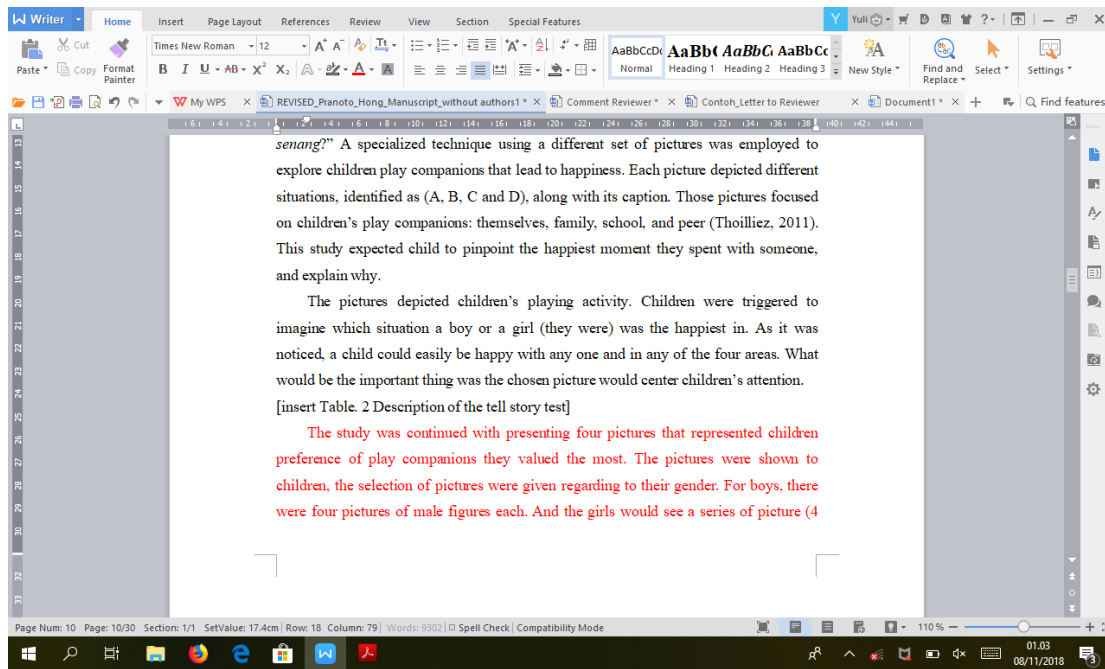 Writer Home Insert Page Layout References Review View Section Special Features Yuli
Paste Cut Copy Format Painter Times New Roman 12 AaBbCcDc AaBb( AaBbC AaBbCc New Style Find and Replace Select Settings
Normal Heading 1 Heading 2 Heading 3
My WPS REVISED_Pranoto_Hong_Manuscript_without authors1 * Comment Reviewer * Contoh_Letter to Reviewer Document1 * Find features
senang?” A specialized technique using a different set of pictures was employed to
explore children play companions that lead to happiness. Each picture depicted different
situations, identified as (A, B, C and D), along with its caption. Those pictures focused
on children’s play companions: themselves, family, school, and peer (Thoilliez, 2011).
This study expected child to pinpoint the happiest moment they spent with someone,
and explain why.
The pictures depicted children’s playing activity. Children were triggered to
imagine which situation a boy or a girl (they were) was the happiest in. As it was
noticed, a child could easily be happy with any one and in any of the four areas. What
would be the important thing was the chosen picture would center children’s attention.
[insert Table. 2 Description of the tell story test]
The study was continued with presenting four pictures that represented children
preference of play companions they valued the most. The pictures were shown to
children, the selection of pictures were given regarding to their gender. For boys, there
were four pictures of male figures each. And the girls would see a series of picture (4
Page Num: 10 Page: 10/30 Section: 1/1 SetValue: 17.4cm Row: 18 Column: 79 Words: 9302 Spell Check Compatibility Mode 110 %
01.03
08/11/2018